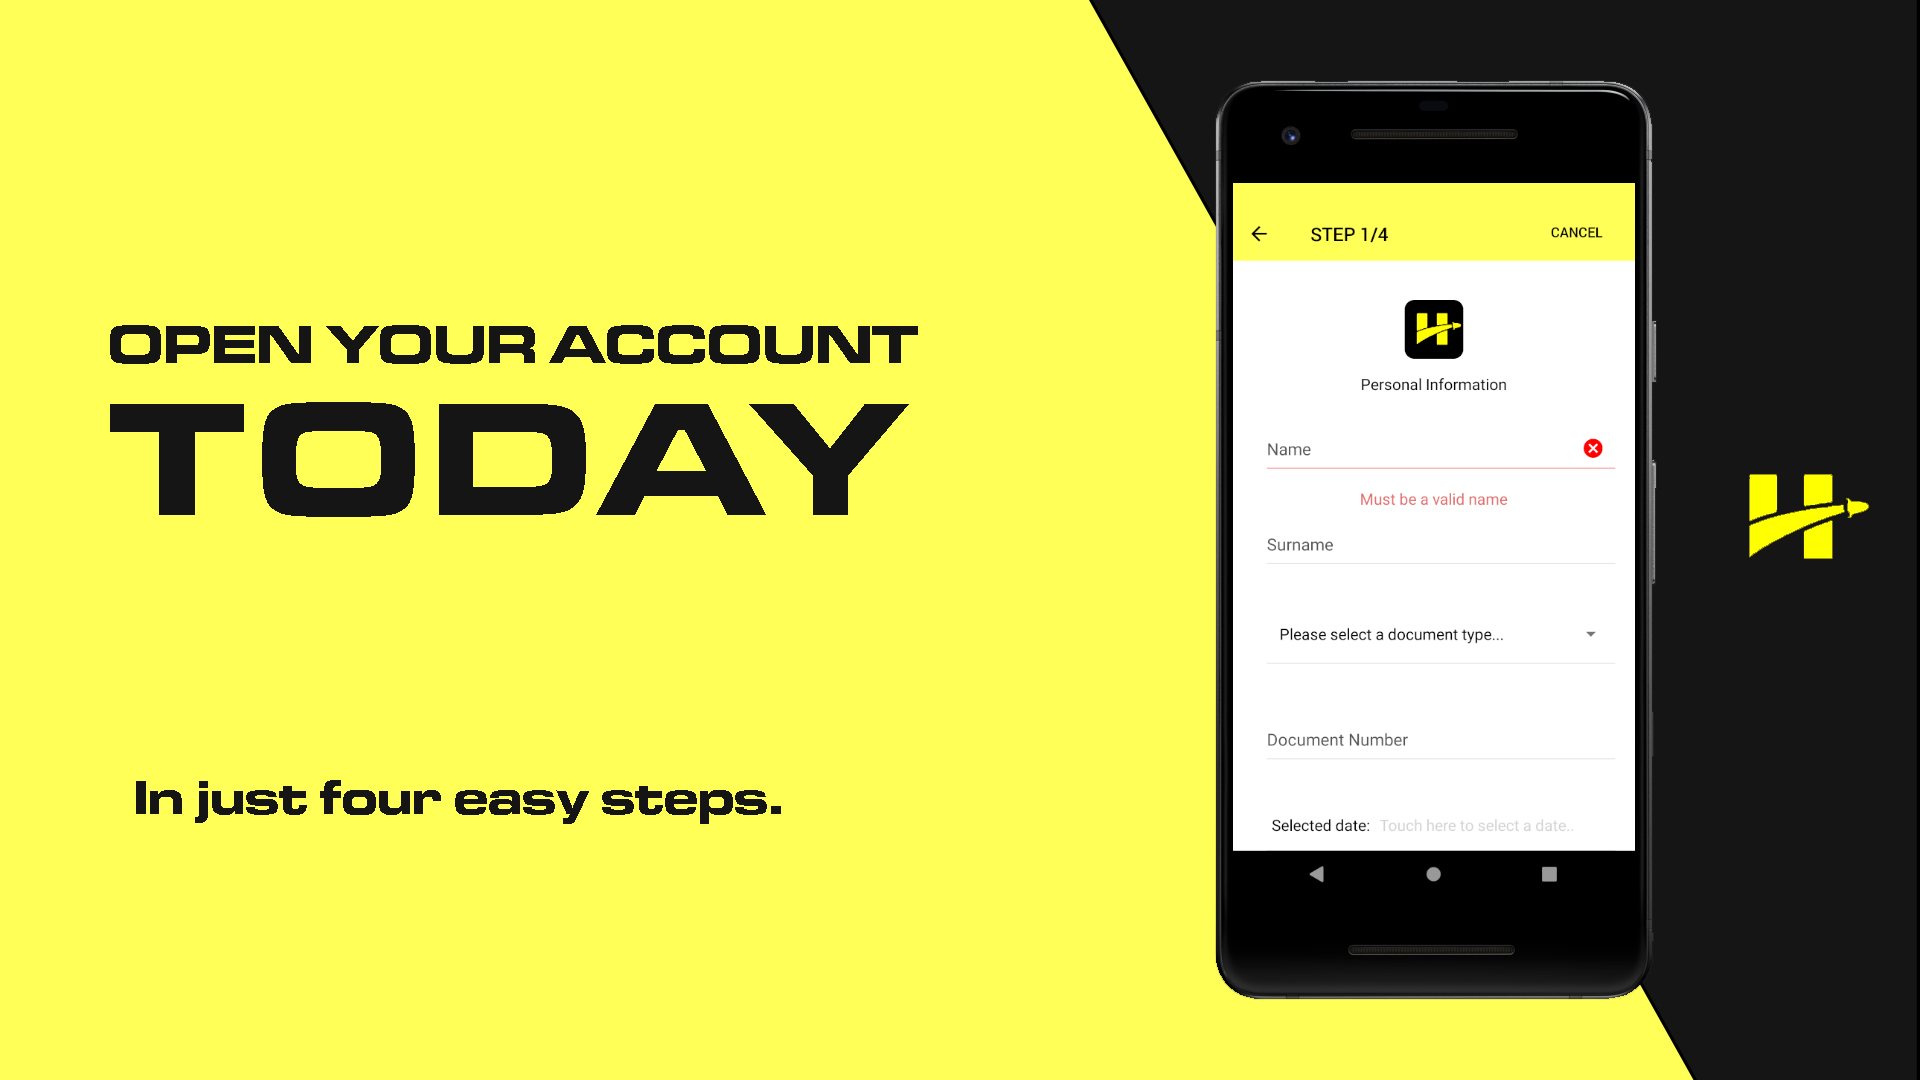 OPEN YOUR ACCOUNT
TODAY
In just four easy steps.
STEP 1/4
CANCEL
Personal Information
Name
Must be a valid name
Surname
Please select a document type...
Document Number
Selected date: Touch here to select a date..
H